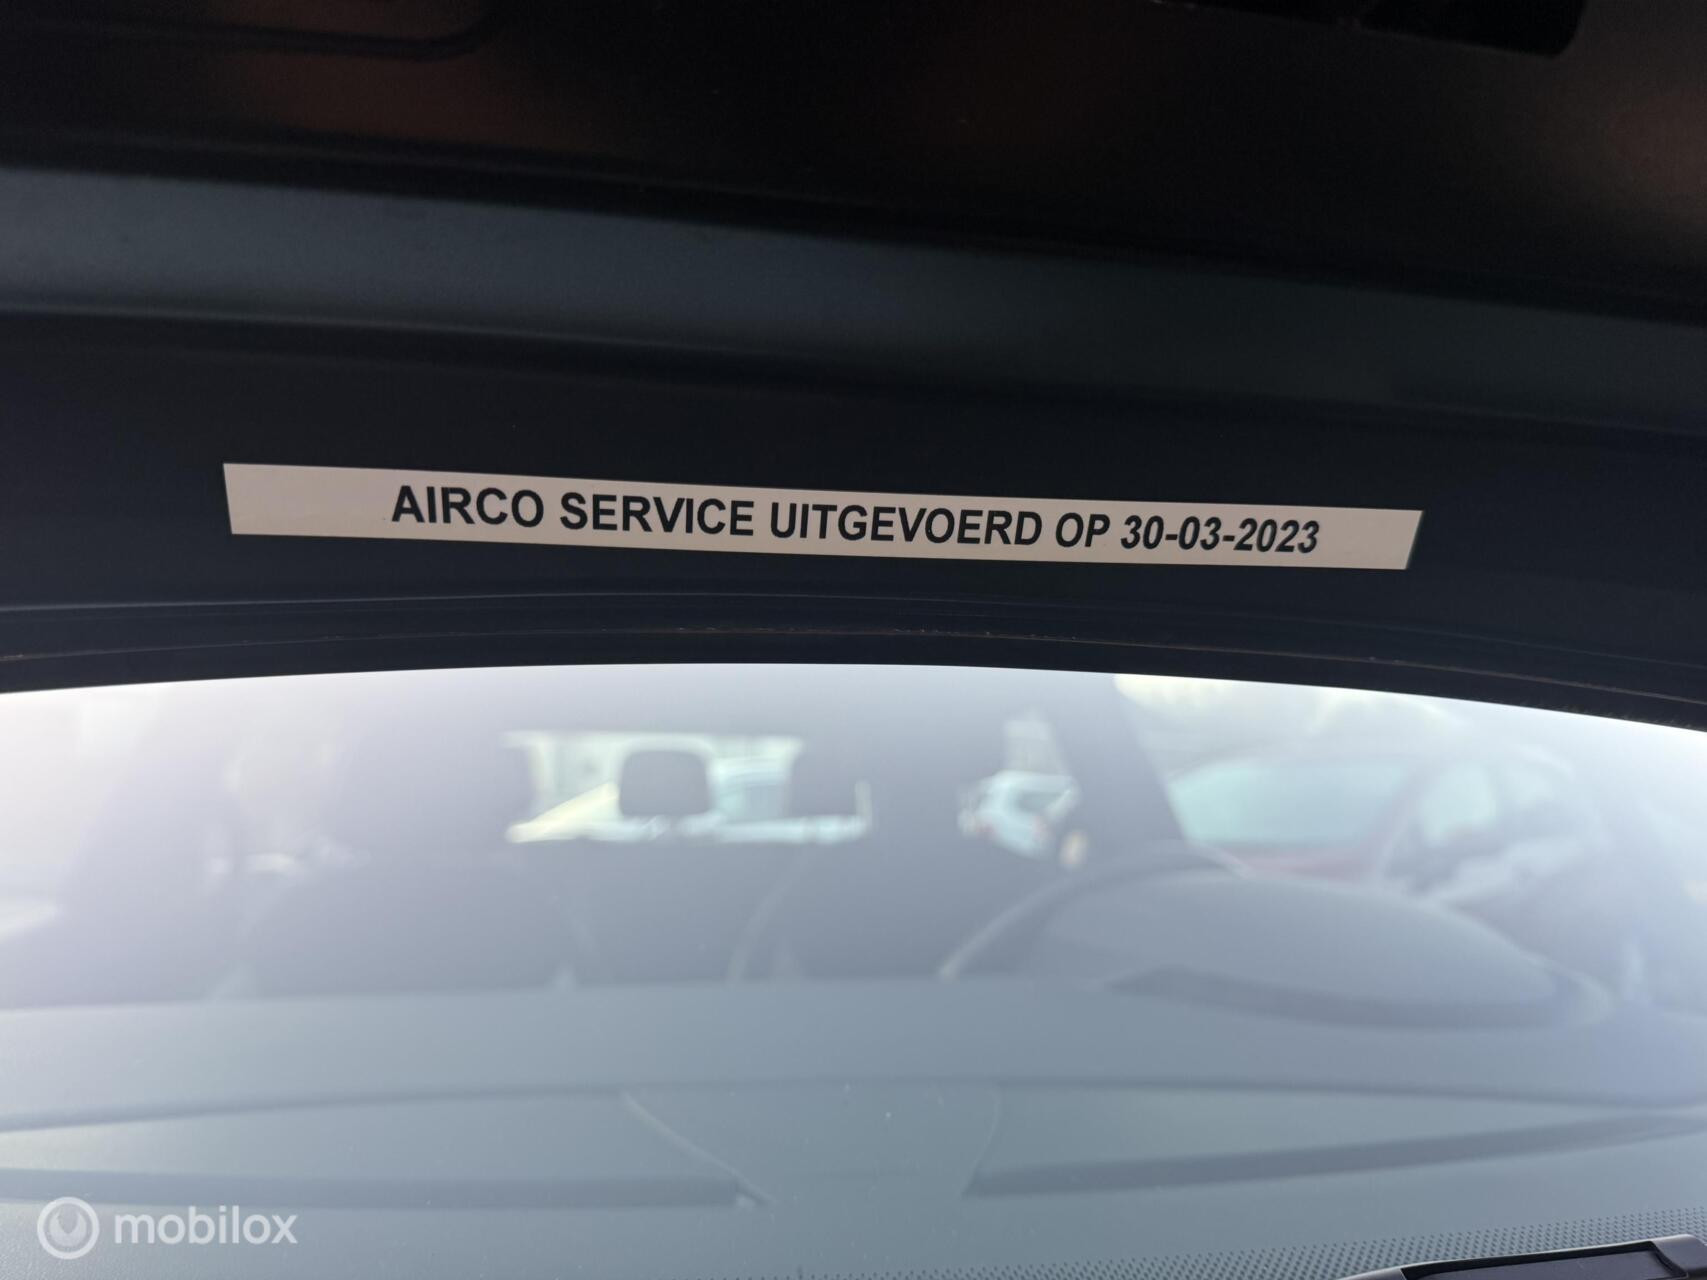 AIRCO SERVICE UITGEVOERD OP 30-03-2023
mobilox